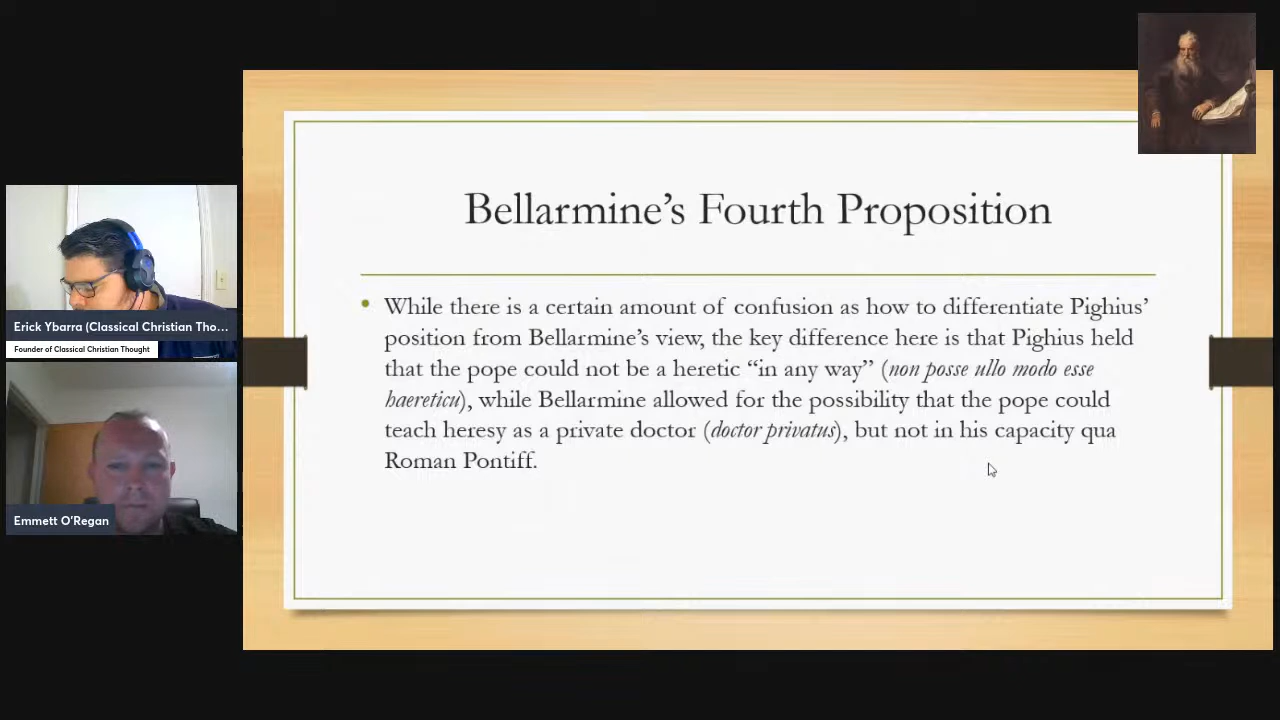 Bellarmine’s Fourth Proposition
While there is a certain amount of confusion as how to differentiate Pighius’
position from Bellarmine’s view, the key difference here is that Pighius held
that the pope could not be a heretic “in any way” (non posse ullo modo esse
haereticu), while Bellarmine allowed for the possibility that the pope could
teach heresy as a private doctor (doctor privatus), but not in his capacity qua
Roman Pontiff.
Erick Ybarra (Classical Christian Tho...
Founder of Classical Christian Thought
Emmett O’Regan